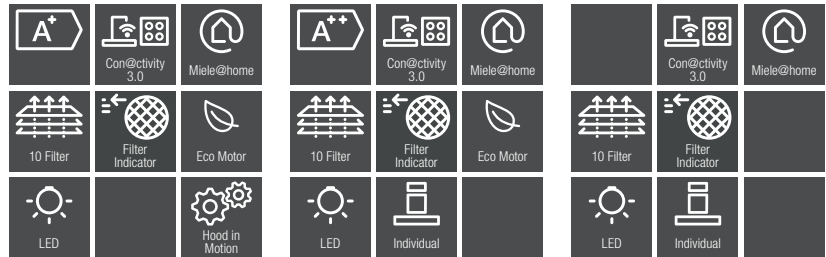 A+
Con@ctivity
3.0
Miele@home
10 Filter
Filter
Indicator
Eco Motor
LED
Hood in
Motion
A++
Con@ctivity
3.0
Miele@home
10 Filter
Filter
Indicator
Eco Motor
LED
Individual
Con@ctivity
3.0
Miele@home
10 Filter
Filter
Indicator
LED
Individual